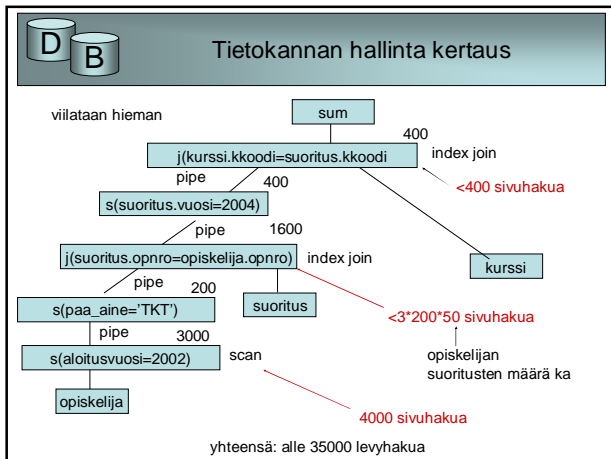 D
B
Tietokannan hallinta kertaus
viilataan hieman
sum
400
j(kurssi.kkoodi=suoritus.kkoodi
index join
pipe
400
<400 sivuhakua
s(suoritus.vuosi=2004)
pipe
1600
j(suoritus.opnro=opiskelija.opnro)
index join
kurssi
pipe
200
suoritus
s(paa_aine='TKT')
<3*200*50 sivuhakua
pipe
3000
s(aloitusvuosi=2002)
scan
opiskelijan
suoritusten määrä ka
opiskelija
4000 sivuhakua
yhteensä: alle 35000 levyhakua